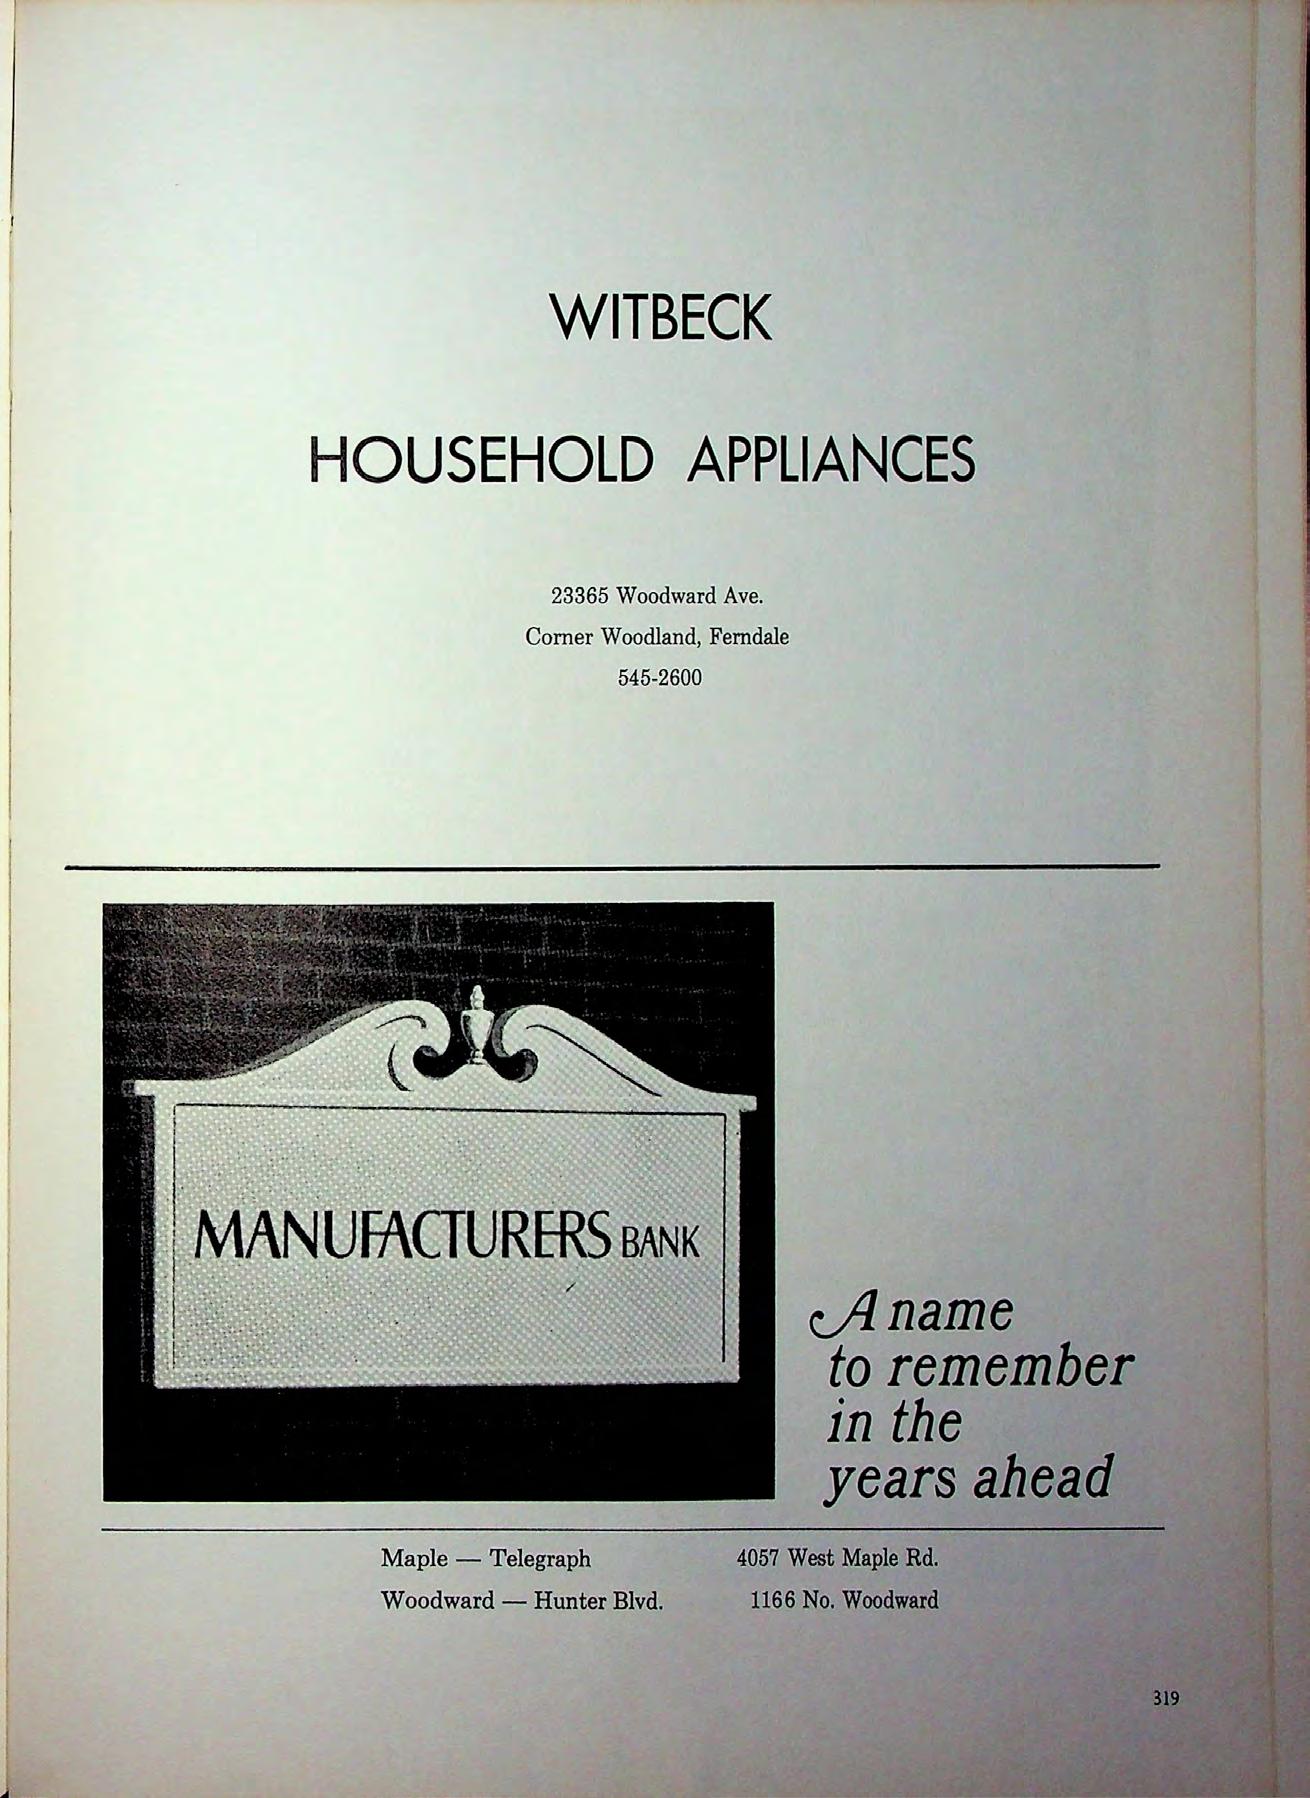 WITBECK
HOUSEHOLD APPLIANCES
23365 Woodward Ave.
Corner Woodland, Ferndale
545-2600
MANUFACTURERS BANK
A name
to remember
in the
years ahead
Maple — Telegraph 4057 West Maple Rd.
Woodward — Hunter Blvd. 1166 No. Woodward
319